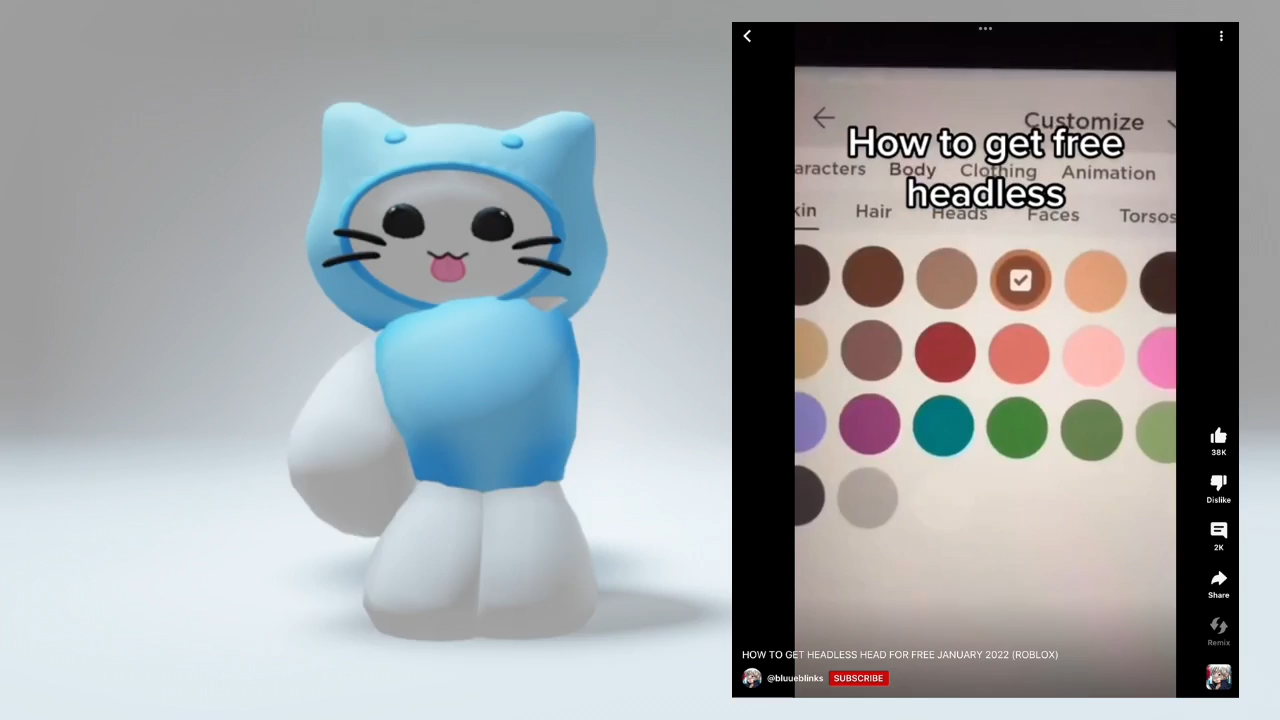 Customize
How to get free
headless
aracters Body Clothing Animation
kin Hair Heads Faces Torsos
38K
Dislike
2K
Share
Remix
HOW TO GET HEADLESS HEAD FOR FREE JANUARY 2022 (ROBLOX)
@bluueblinks SUBSCRIBE